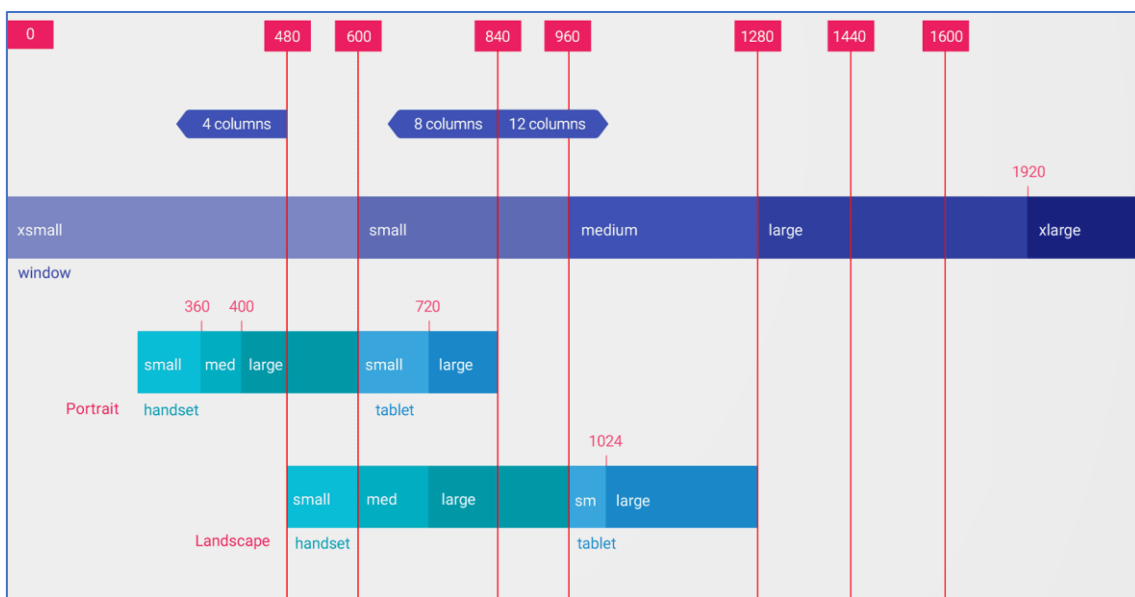 0 480 600 840 960 1280 1440 1600
4 columns 8 columns 12 columns
1920
xsmall small medium large xlarge
window
360 400 720
small med large small large
Portrait handset tablet
1024
small med large sm large
Landscape handset tablet